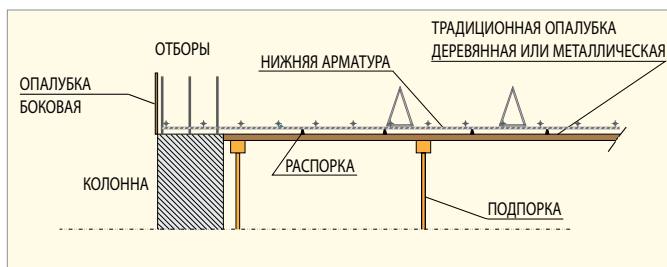 ТРАДИЦИОННАЯ ОПАЛУБКА
ДЕРЕВЯННАЯ ИЛИ МЕТАЛЛИЧЕСКАЯ
ОТБОРЫ
НИЖНЯЯ АРМАТУРА
ОПАЛУБКА
БОКОВАЯ
РАСПОРКА
КОЛОННА
ПОДПОРКА